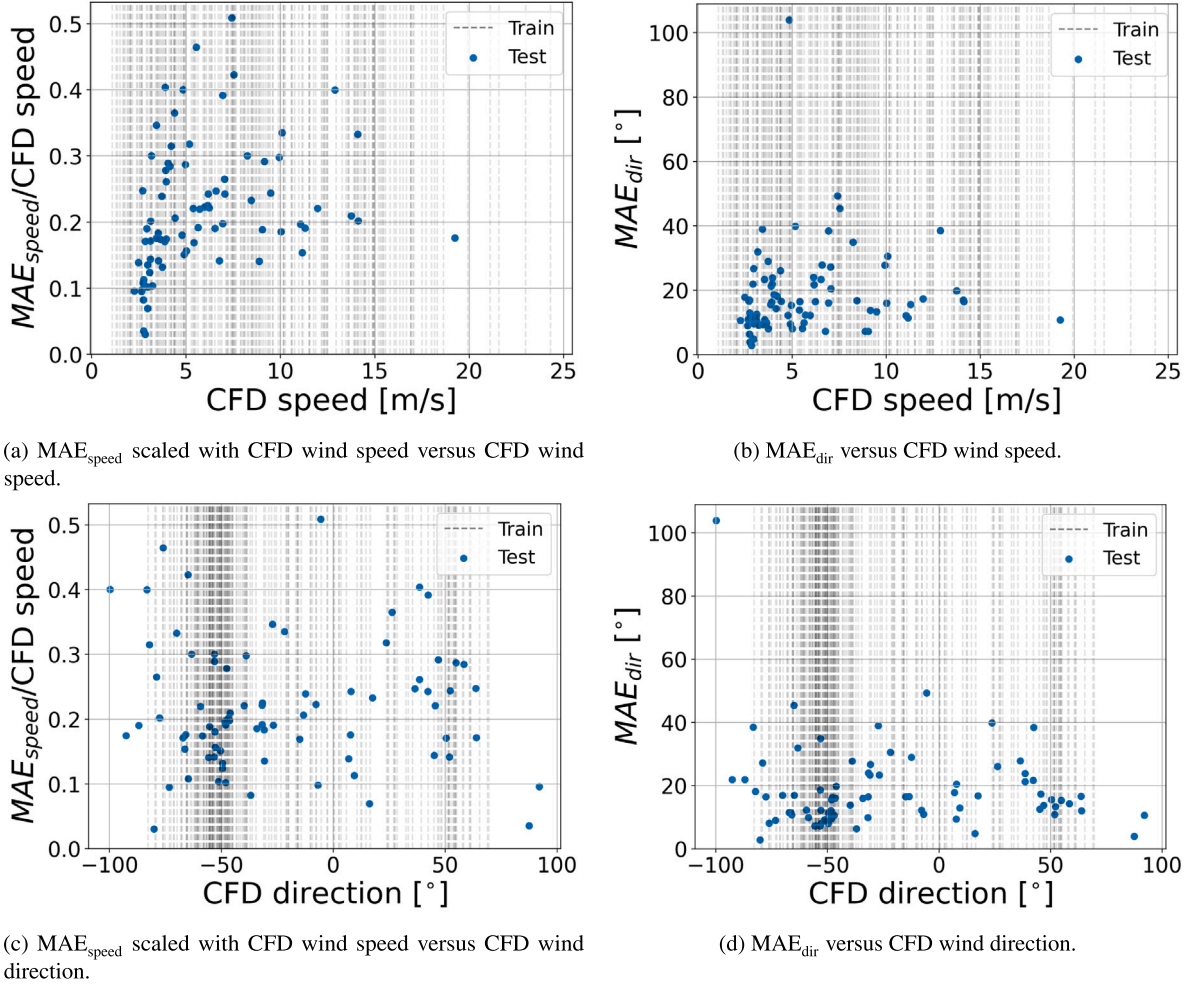 0.5
0.4
0.3
0.2
0.1
0.0
MAE_speed/CFD speed
Train
Test
0 5 10 15 20 25
CFD speed [m/s]
100
80
60
40
20
0
MAE_dir [°]
Train
Test
0 5 10 15 20 25
CFD speed [m/s]
(a) MAE_speed scaled with CFD wind speed versus CFD wind
speed.
(b) MAE_dir versus CFD wind speed.
0.5
0.4
0.3
0.2
0.1
0.0
MAE_speed/CFD speed
Train
Test
−100 −50 0 50 100
CFD direction [°]
100
80
60
40
20
0
MAE_dir [°]
Train
Test
−100 −50 0 50 100
CFD direction [°]
(c) MAE_speed scaled with CFD wind speed versus CFD wind
direction.
(d) MAE_dir versus CFD wind direction.